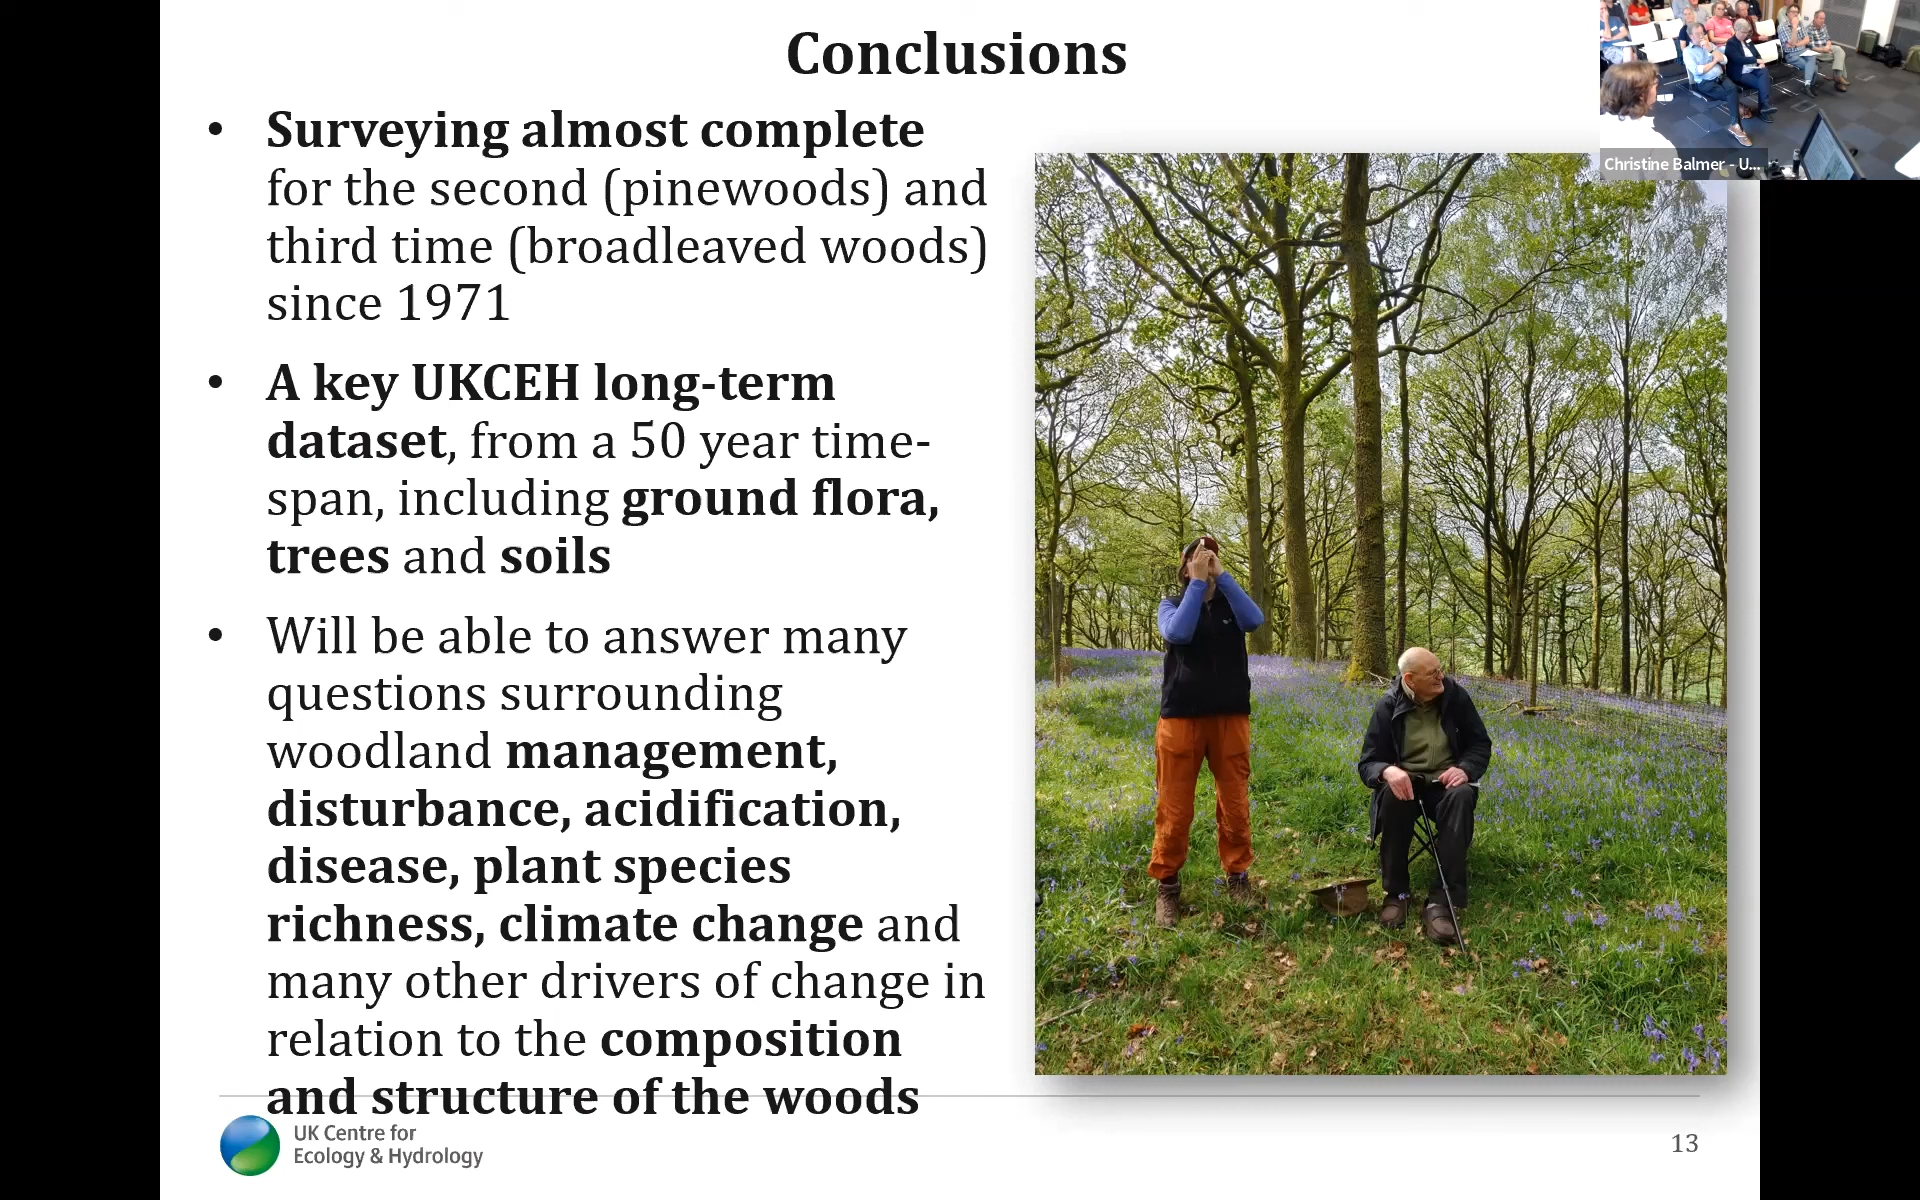 Conclusions
• Surveying almost complete
for the second (pinewoods) and
third time (broadleaved woods)
since 1971
• A key UKCEH long-term
dataset, from a 50 year time-
span, including ground flora,
trees and soils
• Will be able to answer many
questions surrounding
woodland management,
disturbance, acidification,
disease, plant species
richness, climate change and
many other drivers of change in
relation to the composition
and structure of the woods
Christine Balmer - U...
UK Centre for
Ecology & Hydrology
13